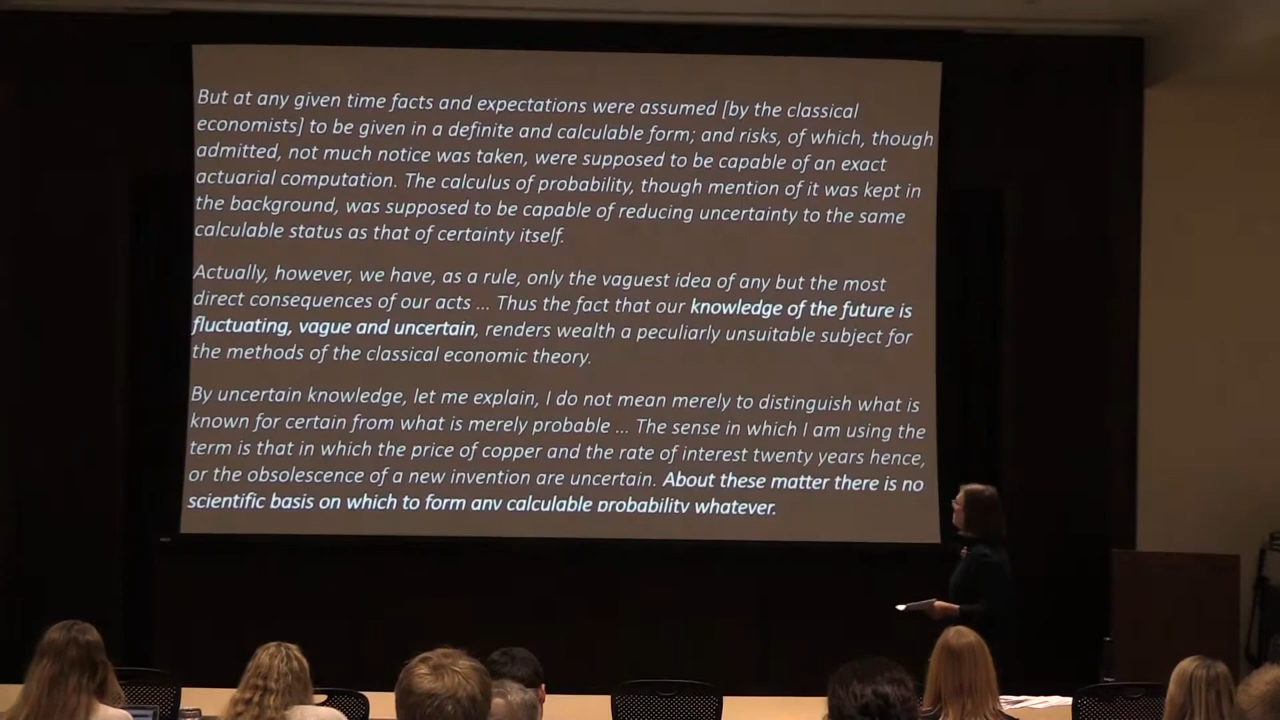 But at any given time facts and expectations were assumed [by the classical
economists] to be given in a definite and calculable form; and risks, of which, though
admitted, not much notice was taken, were supposed to be capable of an exact
actuarial computation. The calculus of probability, though mention of it was kept in
the background, was supposed to be capable of reducing uncertainty to the same
calculable status as that of certainty itself.
Actually, however, we have, as a rule, only the vaguest idea of any but the most
direct consequences of our acts ... Thus the fact that our knowledge of the future is
fluctuating, vague and uncertain, renders wealth a peculiarly unsuitable subject for
the methods of the classical economic theory.
By uncertain knowledge, let me explain, I do not mean merely to distinguish what is
known for certain from what is merely probable ... The sense in which I am using the
term is that in which the price of copper and the rate of interest twenty years hence,
or the obsolescence of a new invention are uncertain. About these matter there is no
scientific basis on which to form any calculable probability whatever.